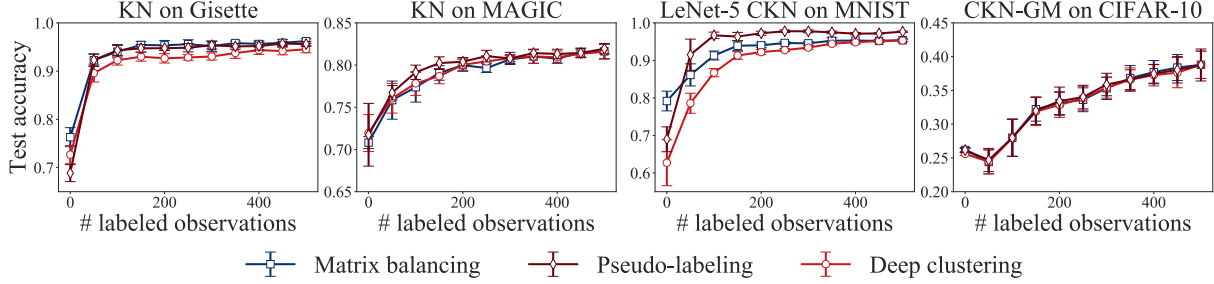 KN on Gisette
KN on MAGIC
LeNet-5 CKN on MNIST
CKN-GM on CIFAR-10
Test accuracy
1.0
0.9
0.8
0.7
0
200
400
# labeled observations
0.85
0.80
0.75
0.70
0.65
0
200
400
# labeled observations
1.0
0.9
0.8
0.7
0.6
0
200
400
# labeled observations
0.45
0.40
0.35
0.30
0.25
0.20
0
200
400
# labeled observations
Matrix balancing
Pseudo-labeling
Deep clustering